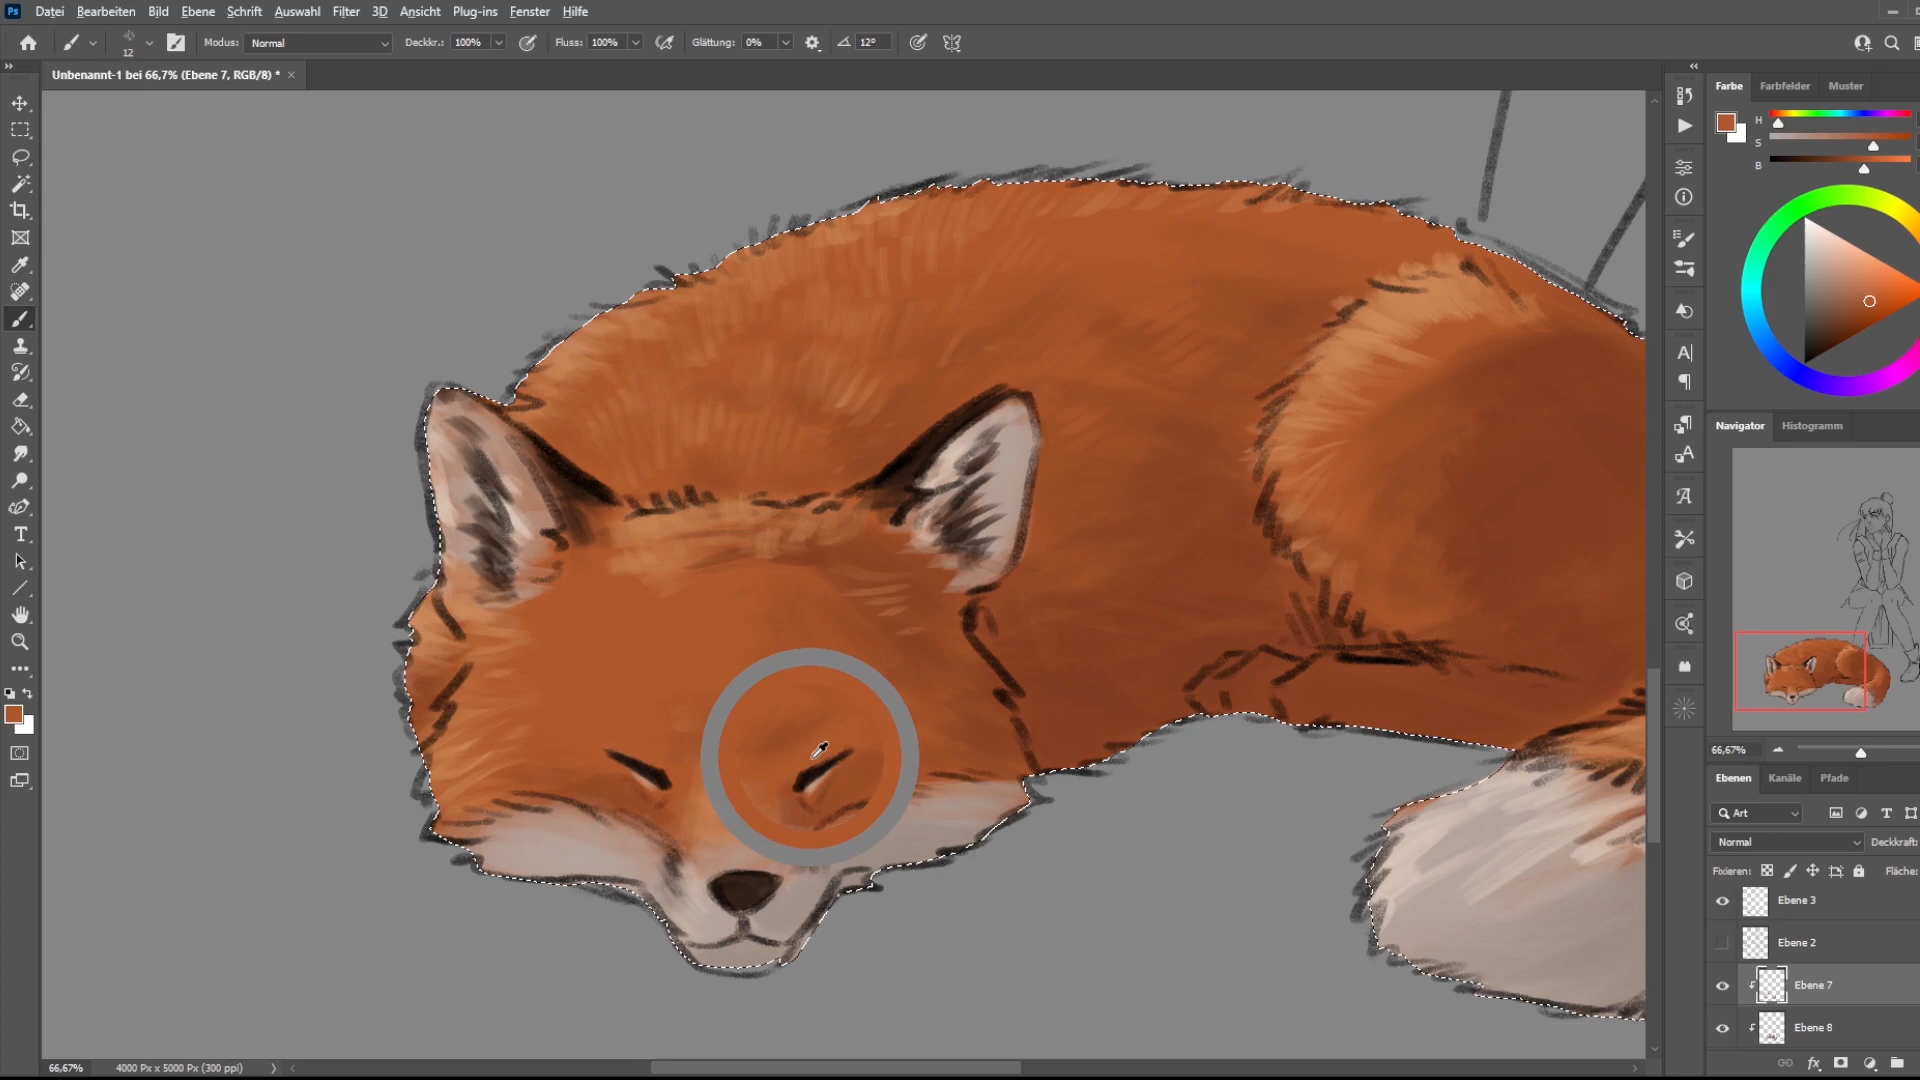 Ps Datei Bearbeiten Bild Ebene Schrift Auswahl Filter 3D Ansicht Plug-ins Fenster Hilfe
12 Modus: Normal Deckkr.: 100% Fluss: 100% Glättung: 0% 12°
Unbenannt-1 bei 66,7% (Ebene 7, RGB/8) *
Farbe Farbfelder Muster
H
S
B
Navigator Histogramm
66,67%
Ebenen Kanäle Pfade
Art
Normal Deckkraft:
Fixieren: Fläche:
Ebene 3
Ebene 2
Ebene 7
Ebene 8
66,67% 4000 Px x 5000 Px (300 ppi)